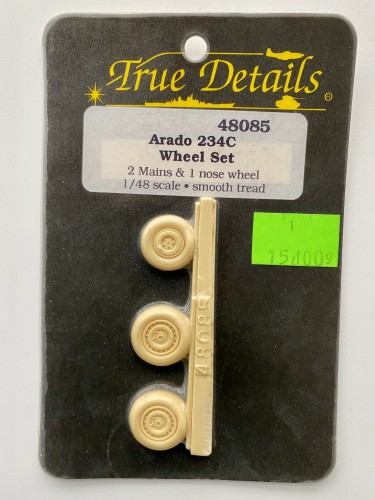 True Details
®
48085
Arado 234C
Wheel Set
2 Mains & 1 nose wheel
1/48 scale • smooth tread
48085